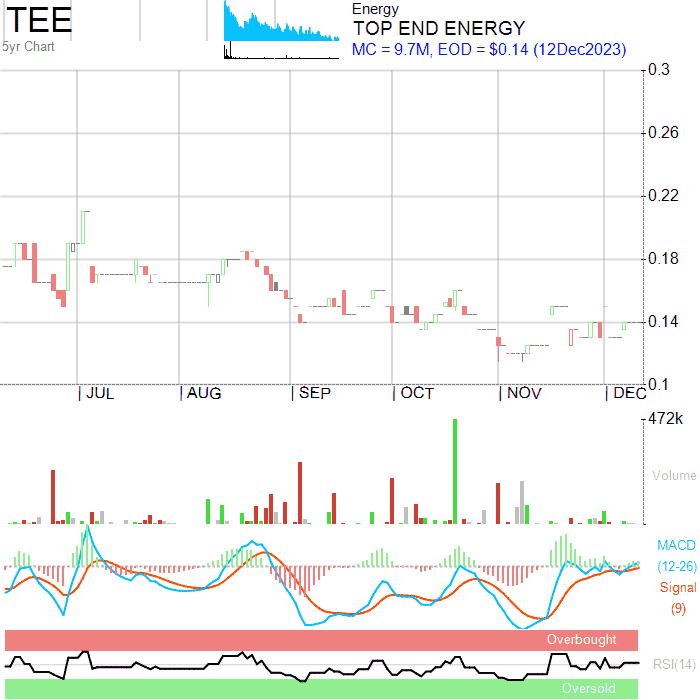 TEE
5yr Chart
Energy
TOP END ENERGY
MC = 9.7M, EOD = $0.14 (12Dec2023)
0.3
0.26
0.22
0.18
0.14
0.1
| JUL | AUG | SEP | OCT | NOV | DEC
472k
Volume
MACD
(12-26)
Signal
(9)
Overbought
RSI(14)
Oversold